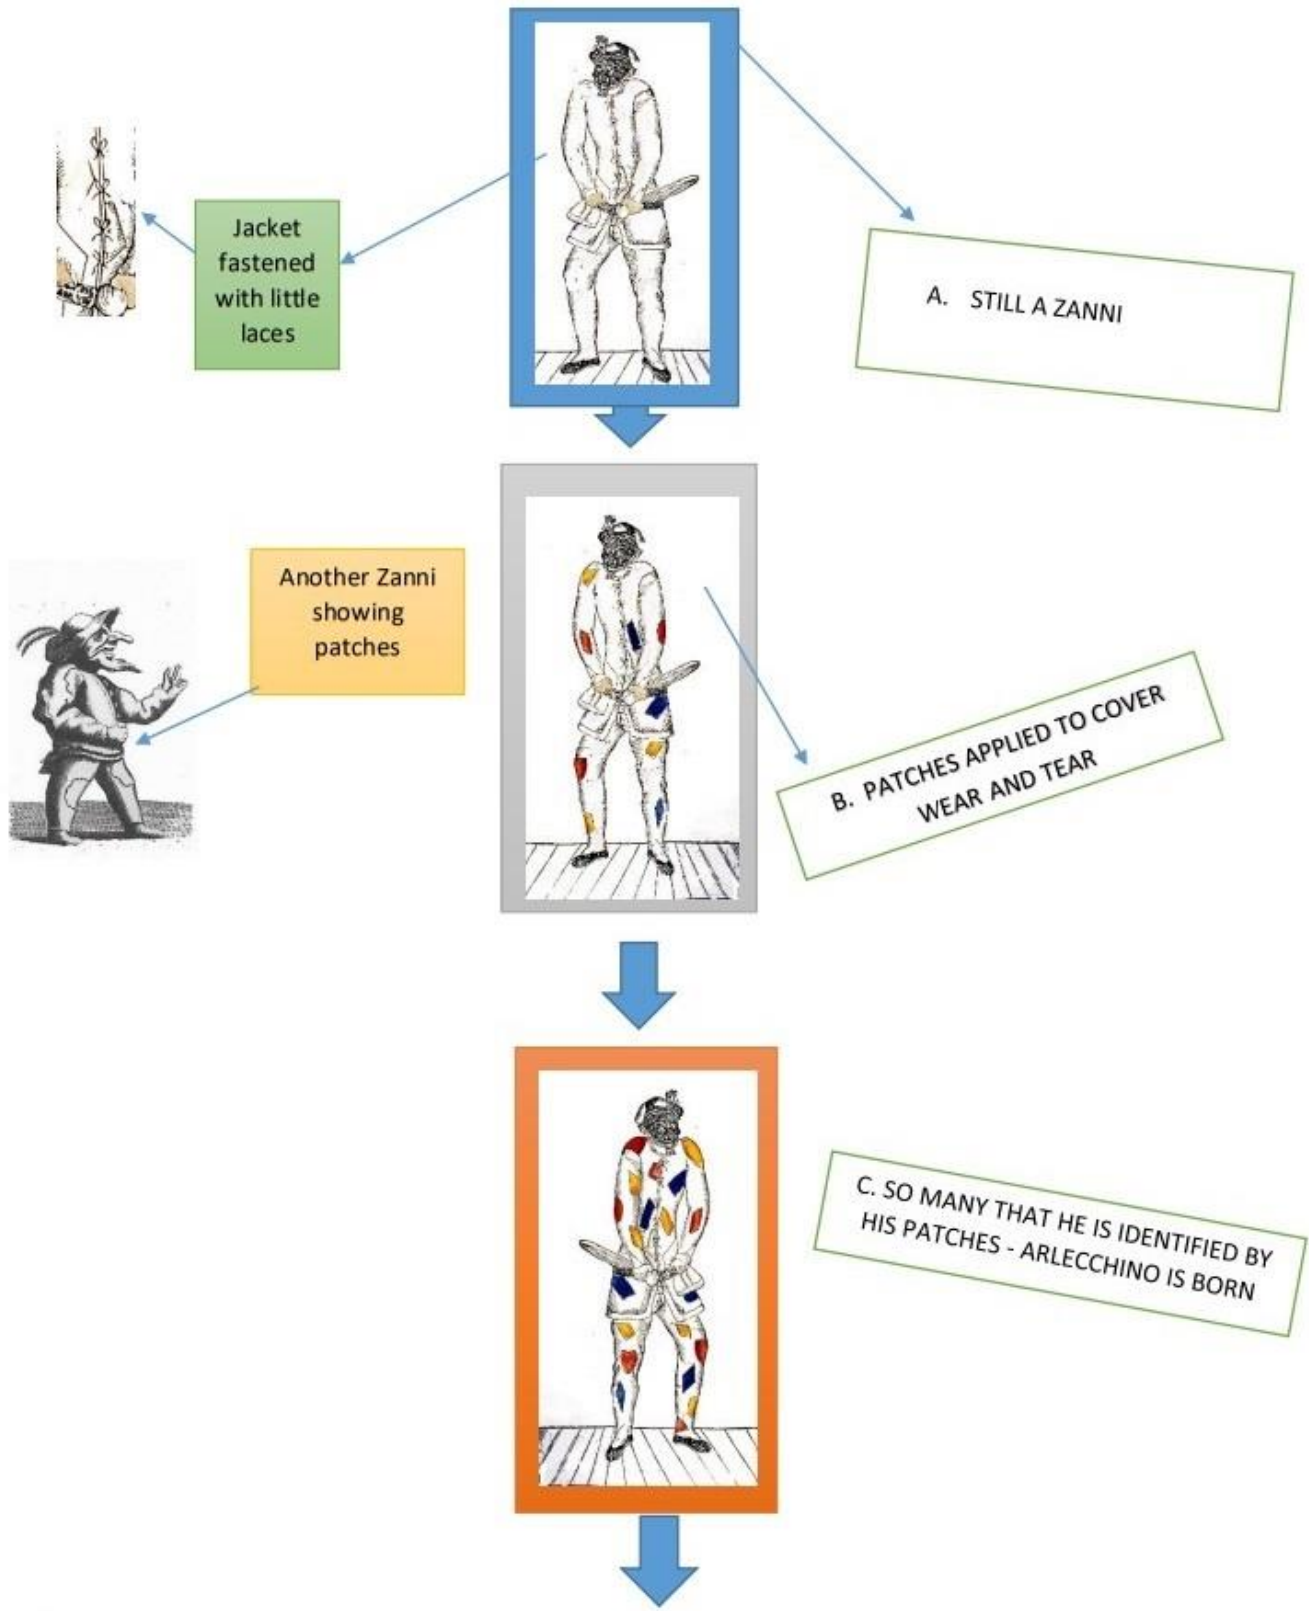 Jacket
fastened
with little
laces
A. STILL A ZANNI
Another Zanni
showing
patches
B. PATCHES APPLIED TO COVER
WEAR AND TEAR
C. SO MANY THAT HE IS IDENTIFIED BY
HIS PATCHES - ARLECCHINO IS BORN